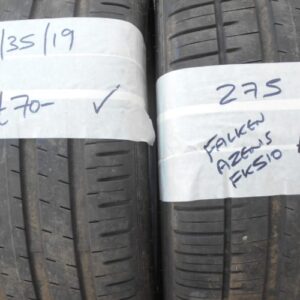 /35/19
£70-
275
FALKEN
AZENIS
FK510